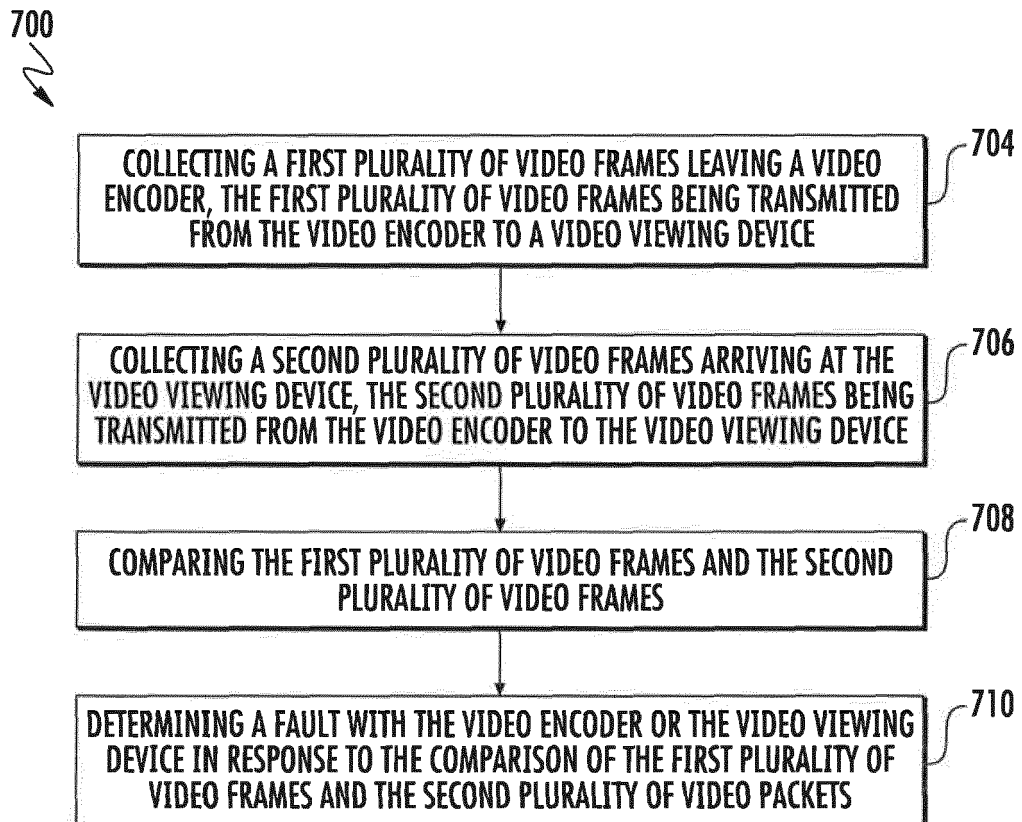 700
COLLECTING A FIRST PLURALITY OF VIDEO FRAMES LEAVING A VIDEO
ENCODER, THE FIRST PLURALITY OF VIDEO FRAMES BEING TRANSMITTED
FROM THE VIDEO ENCODER TO A VIDEO VIEWING DEVICE
704
COLLECTING A SECOND PLURALITY OF VIDEO FRAMES ARRIVING AT THE
VIDEO VIEWING DEVICE, THE SECOND PLURALITY OF VIDEO FRAMES BEING
TRANSMITTED FROM THE VIDEO ENCODER TO THE VIDEO VIEWING DEVICE
706
COMPARING THE FIRST PLURALITY OF VIDEO FRAMES AND THE SECOND
PLURALITY OF VIDEO FRAMES
708
DETERMINING A FAULT WITH THE VIDEO ENCODER OR THE VIDEO VIEWING
DEVICE IN RESPONSE TO THE COMPARISON OF THE FIRST PLURALITY OF
VIDEO FRAMES AND THE SECOND PLURALITY OF VIDEO PACKETS
710